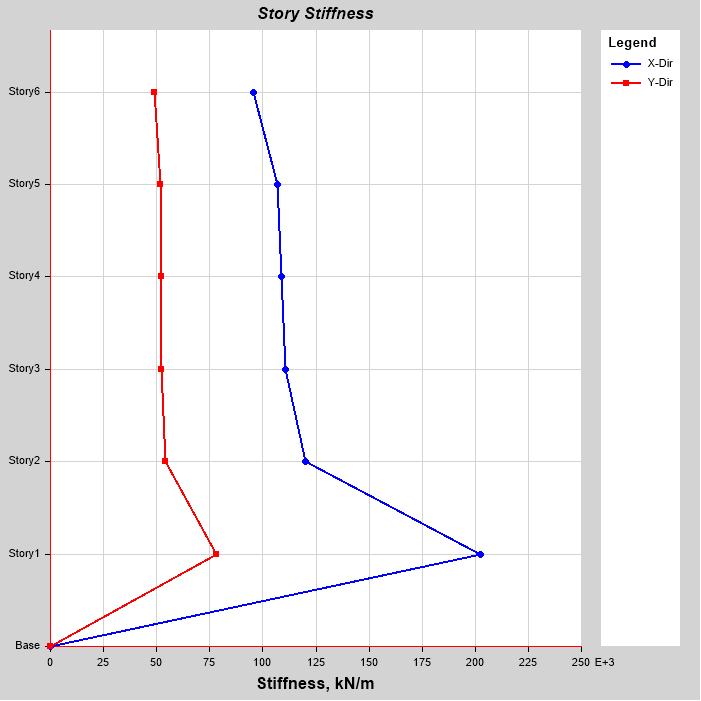 Story Stiffness
Legend
X-Dir
Y-Dir
Story6
Story5
Story4
Story3
Story2
Story1
Base
0 25 50 75 100 125 150 175 200 225 250 E+3
Stiffness, kN/m